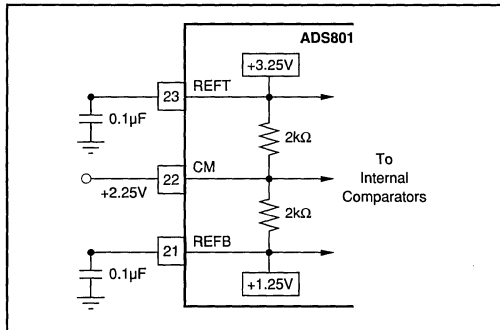 ADS801
+3.25V
23 REFT
0.1µF
2kΩ
To
Internal
Comparators
22 CM
+2.25V
2kΩ
21 REFB
0.1µF
+1.25V